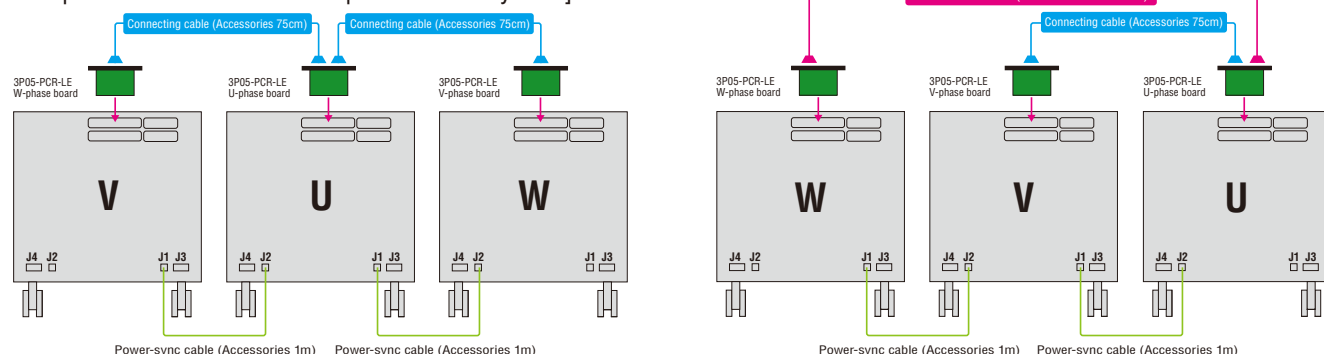 Connecting cable (Accessories 75cm)
Connecting cable (Accessories 75cm)
3P05-PCR-LE
W-phase board
3P05-PCR-LE
U-phase board
3P05-PCR-LE
V-phase board
V
U
W
J4 J2
J1 J3
J4 J2
J1 J3
J4 J2
J1 J3
Power-sync cable (Accessories 1m)
Power-sync cable (Accessories 1m)
Connecting cable (Accessories 75cm)
3P05-PCR-LE
W-phase board
3P05-PCR-LE
V-phase board
3P05-PCR-LE
U-phase board
W
V
U
J4 J2
J1 J3
J4 J2
J1 J3
J4 J2
J1 J3
Power-sync cable (Accessories 1m)
Power-sync cable (Accessories 1m)